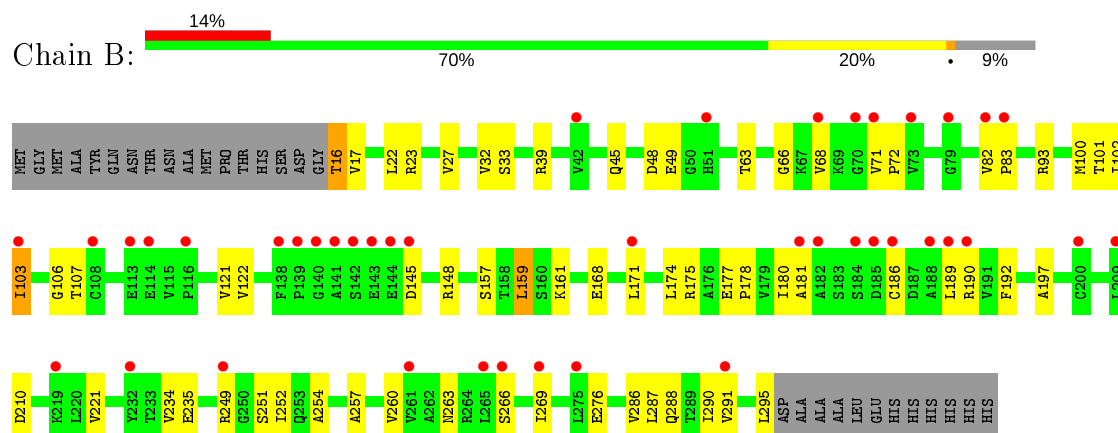 14%
Chain B:
70% 20% • 9%
MET GLY MET ALA TYR GLN ASN THR ASN ALA MET PRO THR HIS SER ASP GLY T16 V17 L22 R23 V27 V32 S33 R39 V42 Q45 D48 E49 G50 H51 T63 G66 K67 V68 K69 G70 V71 P72 V73 G79 V82 P83 R93 M100 T101
I103 G106 T107 C108 E113 E114 V115 P116 V121 V122 F138 P139 G140 A141 S142 E143 E144 D145 R148 S157 T158 L159 S160 K161 E168 L171 L174 R175 A176 E177 P178 V179 I180 A181 A182 S183 S184 D185 C186 D187 A188 L189 R190 V191 F192 A197 C200
D210 K219 L220 V221 Y232 T233 V234 E235 R249 G250 S251 I252 Q253 A254 A257 V260 V261 A262 N263 R264 L265 S266 I269 L275 E276 V286 L287 Q288 T289 I290 V291 L295 ASP ALA ALA ALA LEU GLU HIS HIS HIS HIS HIS HIS